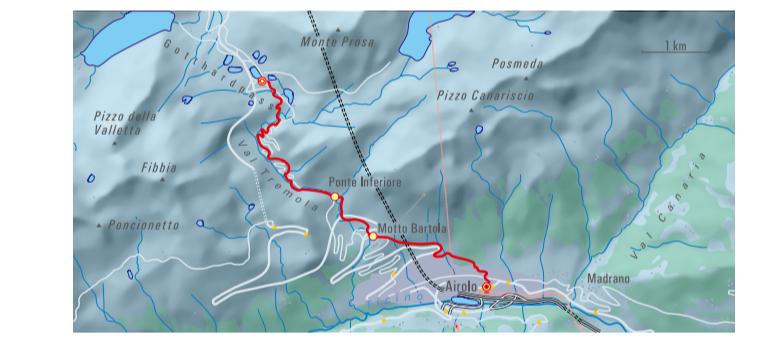 Monte Prosa
1 km
Gotthardpass
Posmeda
Pizzo Canariscio
Pizzo della
Valletta
Val Tremola
Fibbia
Ponte Inferiore
Val Canaria
Poncionetto
Motto Bartola
Madrano
Airolo
Ticino